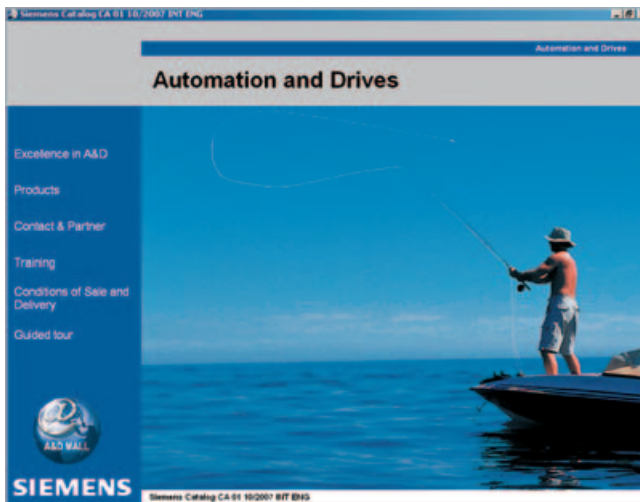 Siemens Catalog CA 01 10/2007 INT ENG
Automation and Drives
Automation and Drives
Excellence in A&D
Products
Contact & Partner
Training
Conditions of Sale and
Delivery
Guided tour
A&D MALL
SIEMENS
Siemens Catalog CA 01 10/2007 INT ENG